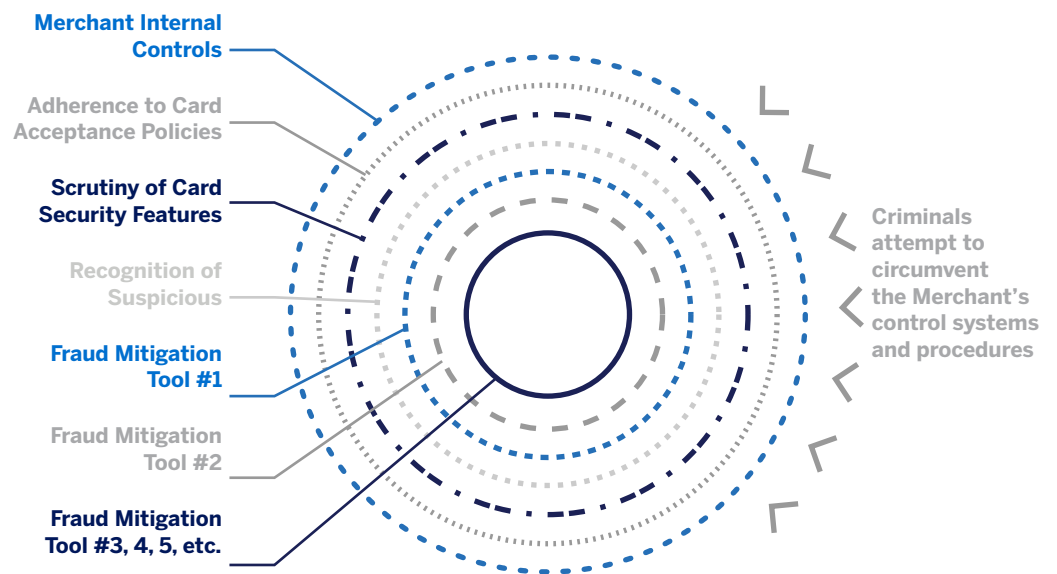 Merchant Internal
Controls
Adherence to Card
Acceptance Policies
Scrutiny of Card
Security Features
Recognition of
Suspicious
Fraud Mitigation
Tool #1
Fraud Mitigation
Tool #2
Fraud Mitigation
Tool #3, 4, 5, etc.
Criminals
attempt to
circumvent
the Merchant’s
control systems
and procedures